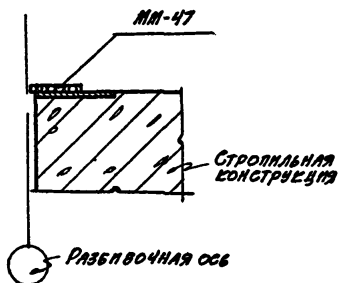 ММ-47
Стропильная
конструкция
Разбивочная ось